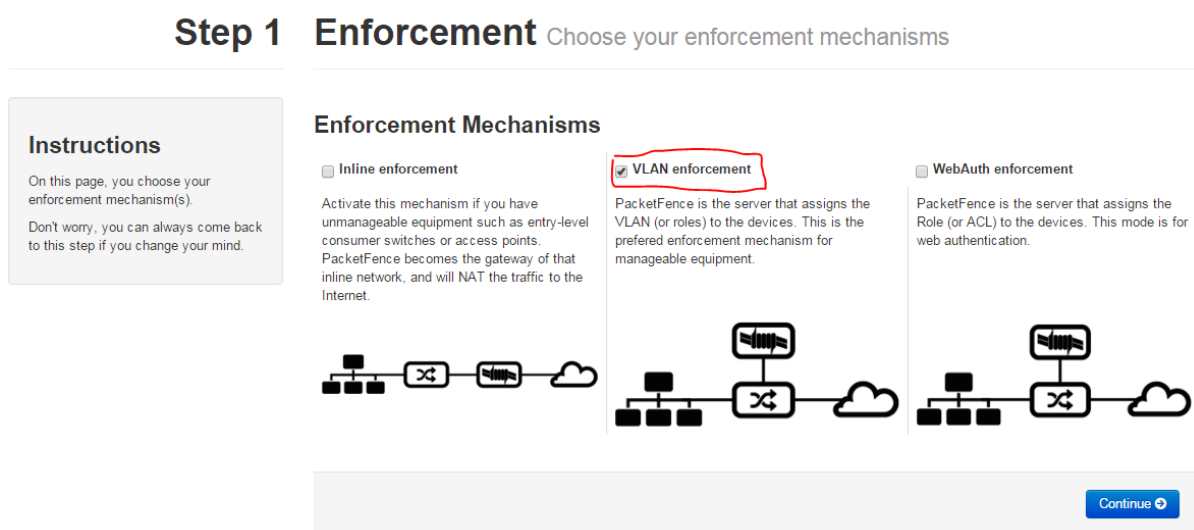 Step 1
Enforcement Choose your enforcement mechanisms
Instructions
On this page, you choose your
enforcement mechanism(s).
Don't worry, you can always come back
to this step if you change your mind.
Enforcement Mechanisms
Inline enforcement
Activate this mechanism if you have
unmanageable equipment such as entry-level
consumer switches or access points.
PacketFence becomes the gateway of that
inline network, and will NAT the traffic to the
Internet.
VLAN enforcement
PacketFence is the server that assigns the
VLAN (or roles) to the devices. This is the
prefered enforcement mechanism for
manageable equipment.
WebAuth enforcement
PacketFence is the server that assigns the
Role (or ACL) to the devices. This mode is for
web authentication.
Continue